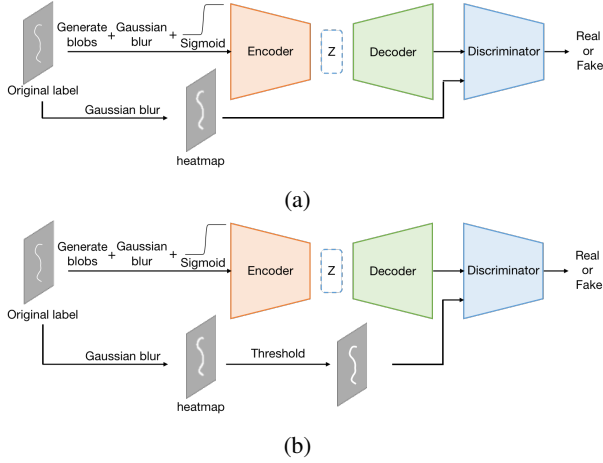 Generate + Gaussian +
blobs blur Sigmoid
Original label
Encoder
Z
Decoder
Discriminator
Real
or
Fake
Gaussian blur
heatmap
(a)
Generate + Gaussian +
blobs blur Sigmoid
Original label
Encoder
Z
Decoder
Discriminator
Real
or
Fake
Gaussian blur
Threshold
heatmap
(b)